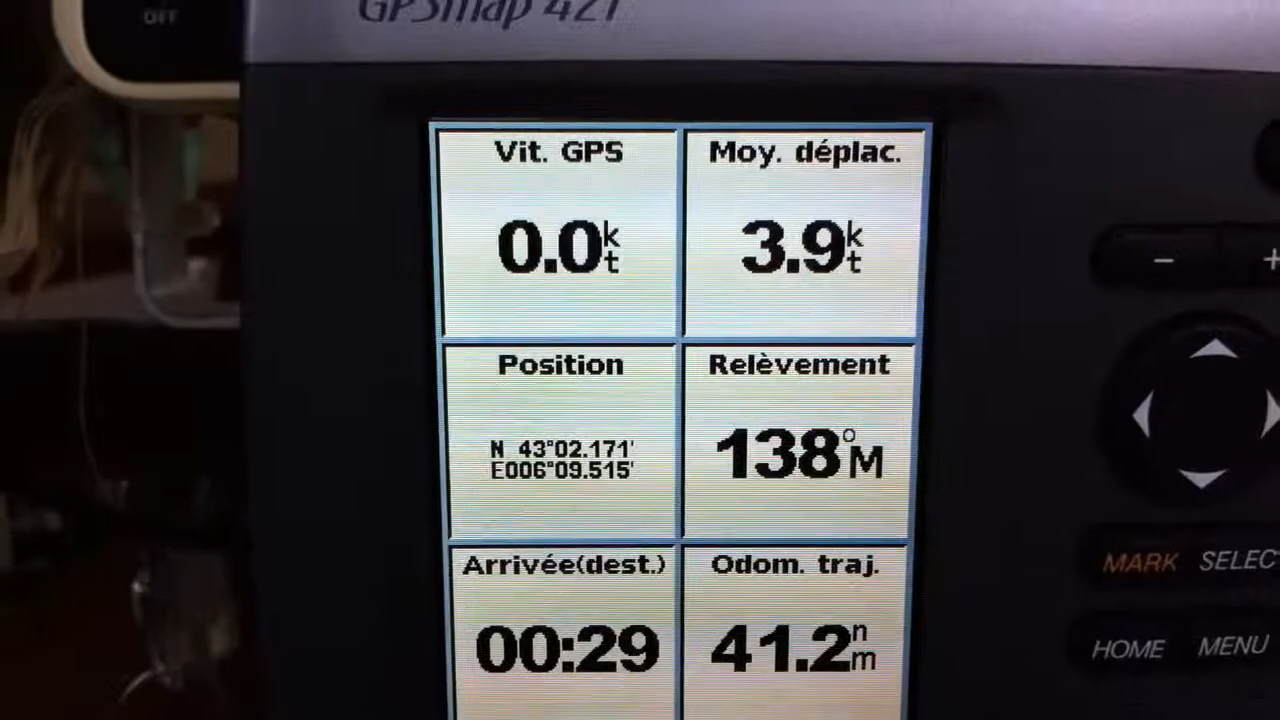 OFF
GPSmap 421
Vit. GPS
Moy. déplac.
0.0kt
3.9kt
- +
Position
Relèvement
N 43°02.171'
E006°09.515'
138°M
Arrivée(dest.)
Odom. traj.
00:29
41.2nm
MARK
HOME MENU